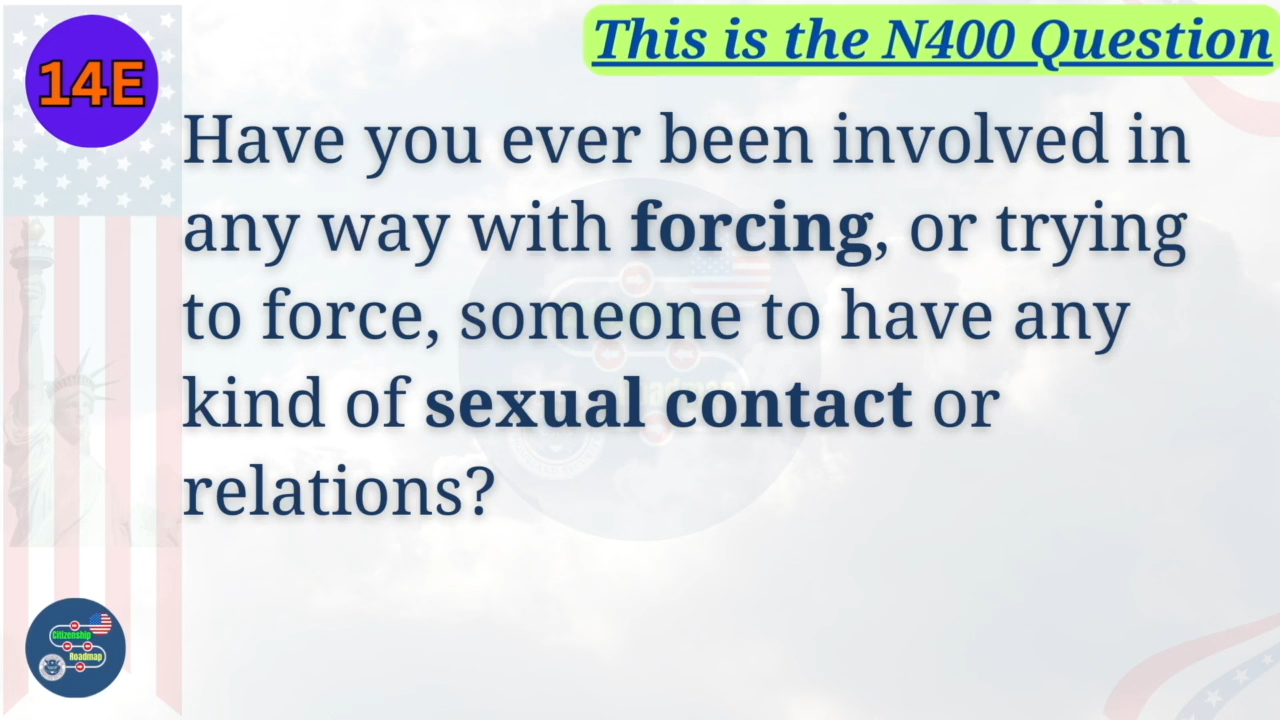 14E
This is the N400 Question
Have you ever been involved in
any way with forcing, or trying
to force, someone to have any
kind of sexual contact or
relations?
Citizenship
Roadmap